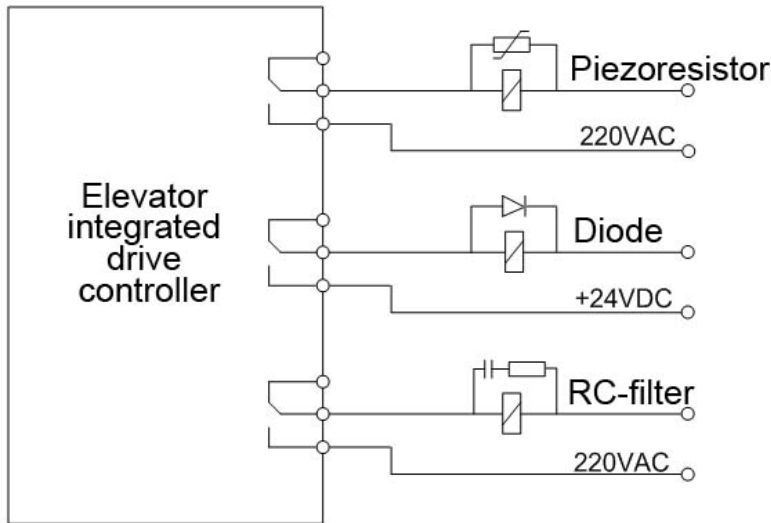 Piezoresistor
220VAC
Elevator
integrated
drive
controller
Diode
+24VDC
RC-filter
220VAC